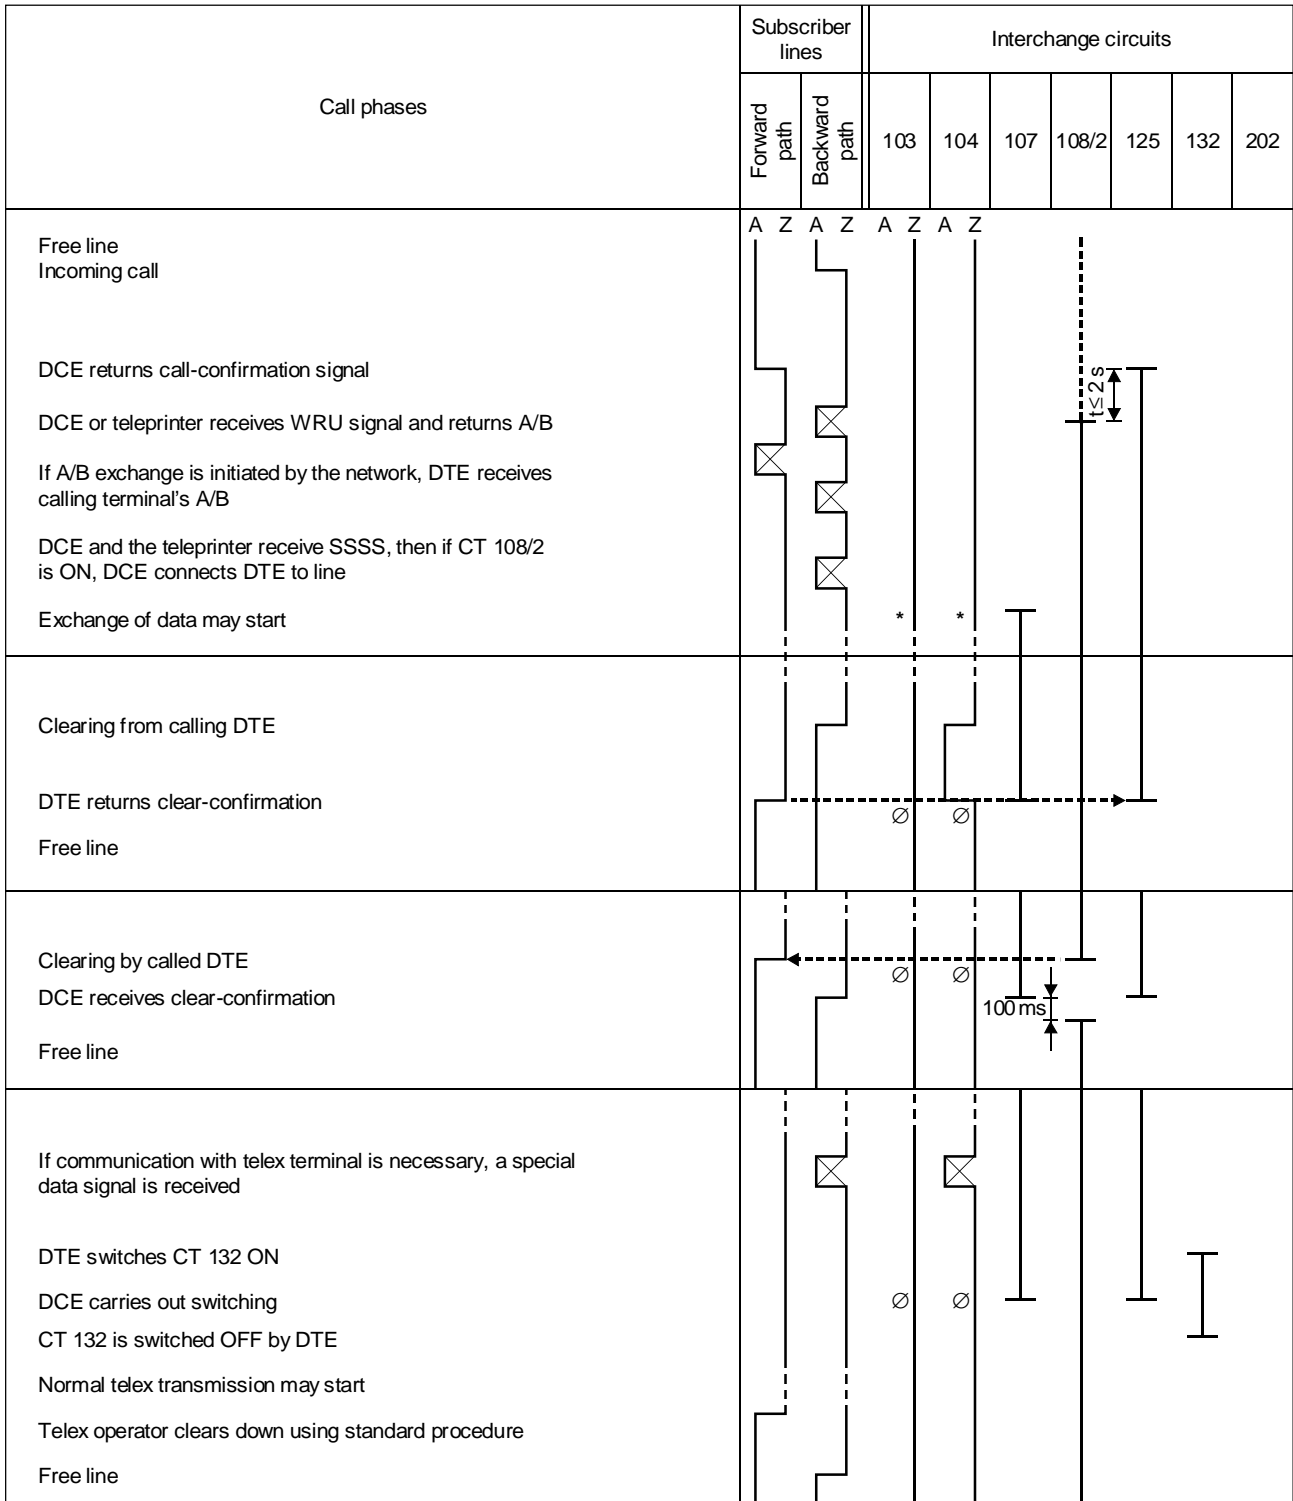 Subscriber
lines
Interchange circuits
Call phases
Forward
path
Backward
path
103
104
107
108/2
125
132
202
A Z A Z A Z A Z
Free line
Incoming call
DCE returns call-confirmation signal
t≤2 s
DCE or teleprinter receives WRU signal and returns A/B
If A/B exchange is initiated by the network, DTE receives
calling terminal's A/B
DCE and the teleprinter receive SSSS, then if CT 108/2
is ON, DCE connects DTE to line
Exchange of data may start
* *
Clearing from calling DTE
DTE returns clear-confirmation
∅ ∅
Free line
Clearing by called DTE
∅ ∅
DCE receives clear-confirmation
100 ms
Free line
If communication with telex terminal is necessary, a special
data signal is received
DTE switches CT 132 ON
DCE carries out switching
∅ ∅
CT 132 is switched OFF by DTE
Normal telex transmission may start
Telex operator clears down using standard procedure
Free line